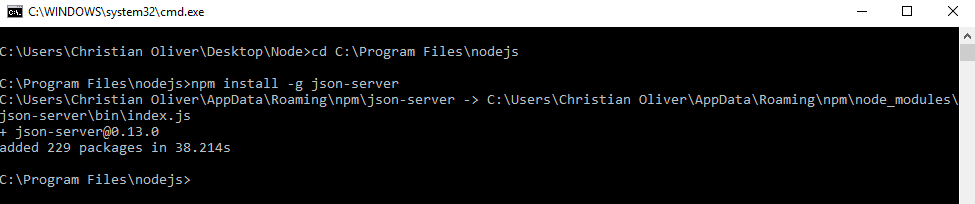 C:\WINDOWS\system32\cmd.exe
C:\Users\Christian Oliver\Desktop\Node>cd C:\Program Files\nodejs
C:\Program Files\nodejs>npm install -g json-server
C:\Users\Christian Oliver\AppData\Roaming\npm\json-server -> C:\Users\Christian Oliver\AppData\Roaming\npm\node_modules\
json-server\bin\index.js
+ json-server@0.13.0
added 229 packages in 38.214s
C:\Program Files\nodejs>